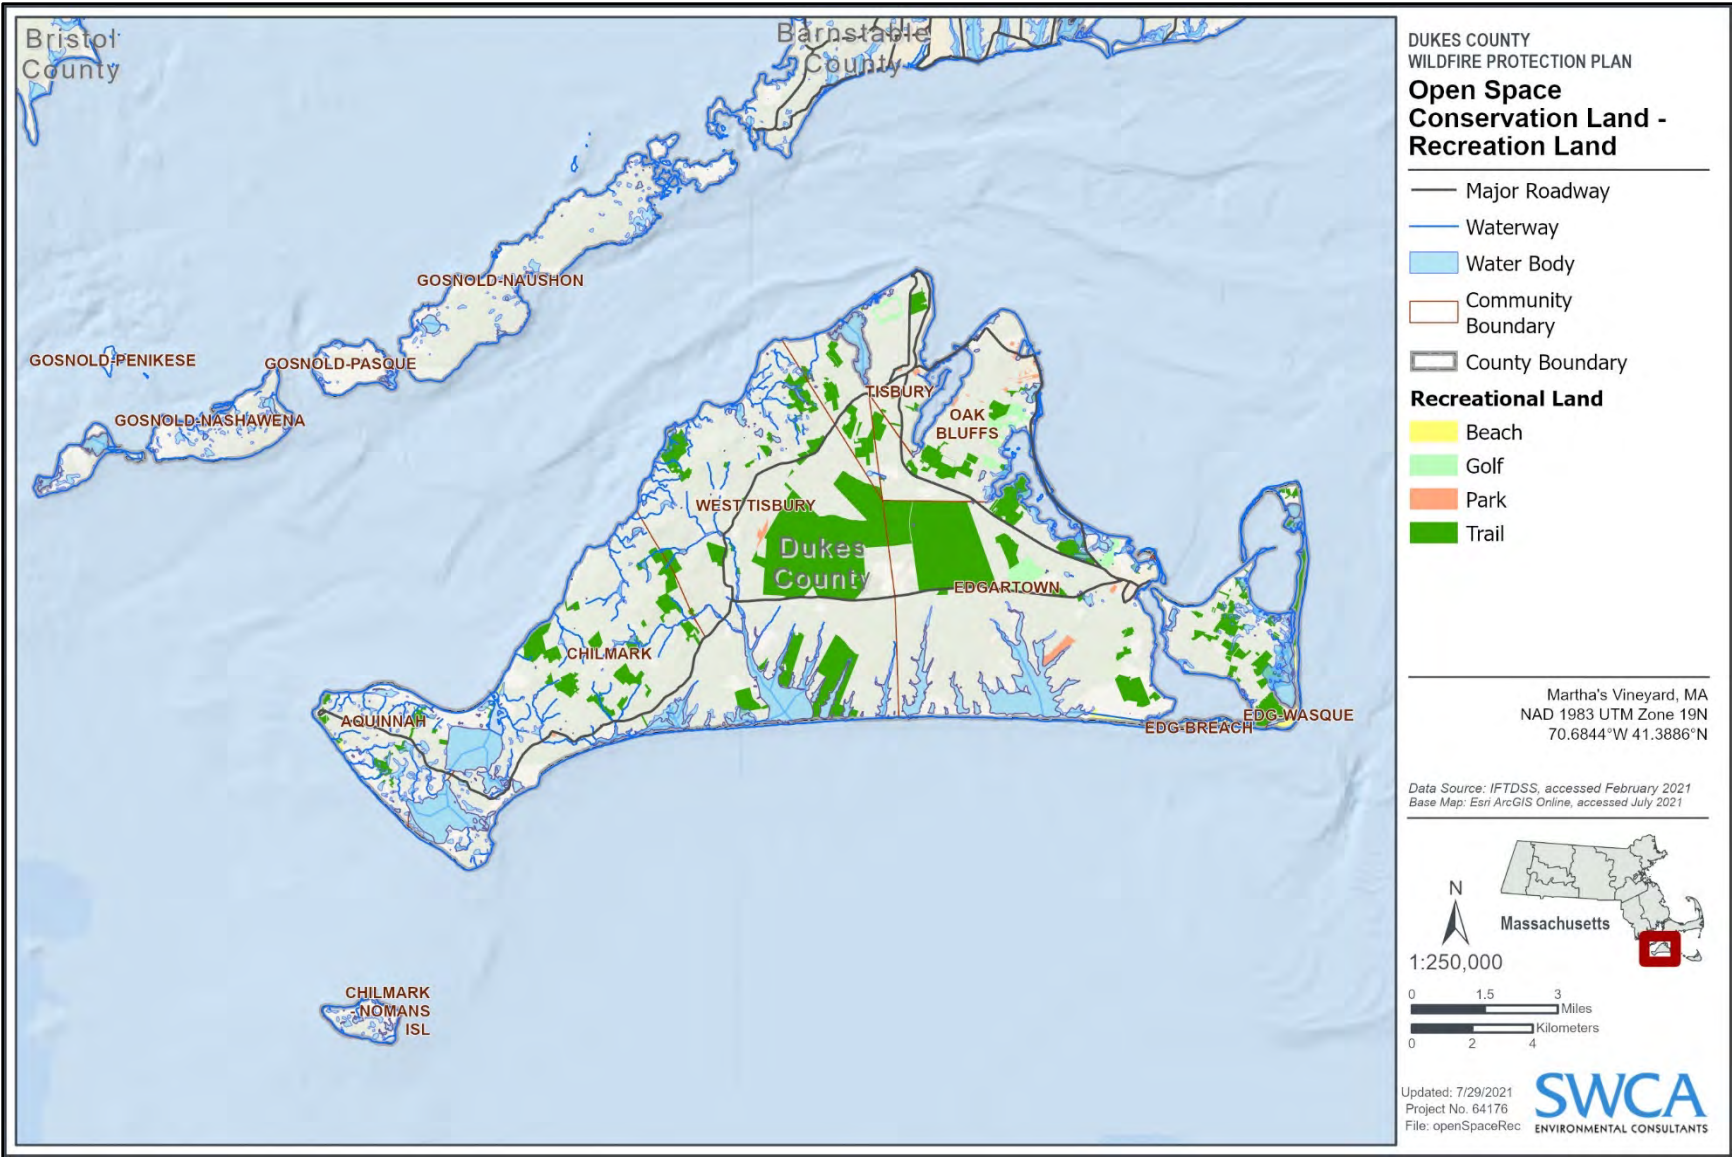 Bristol
County
Barnstable
County
GOSNOLD-NAUSHON
GOSNOLD-PENIKESE
GOSNOLD-PASQUE
GOSNOLD-NASHAWENA
TISBURY
OAK
BLUFFS
WEST TISBURY
Dukes
County
EDGARTOWN
CHILMARK
AQUINNAH
EDG-BREACH
EDG-WASQUE
CHILMARK
- NOMANS
ISL
DUKES COUNTY
WILDFIRE PROTECTION PLAN
Open Space
Conservation Land -
Recreation Land
Major Roadway
Waterway
Water Body
Community
Boundary
County Boundary
Recreational Land
Beach
Golf
Park
Trail
Martha's Vineyard, MA
NAD 1983 UTM Zone 19N
70.6844°W 41.3886°N
Data Source: IFTDSS, accessed February 2021
Base Map: Esri ArcGIS Online, accessed July 2021
N
Massachusetts
1:250,000
0 1.5 3
Miles
Kilometers
0 2 4
Updated: 7/29/2021
Project No. 64176
File: openSpaceRec
SWCA
ENVIRONMENTAL CONSULTANTS